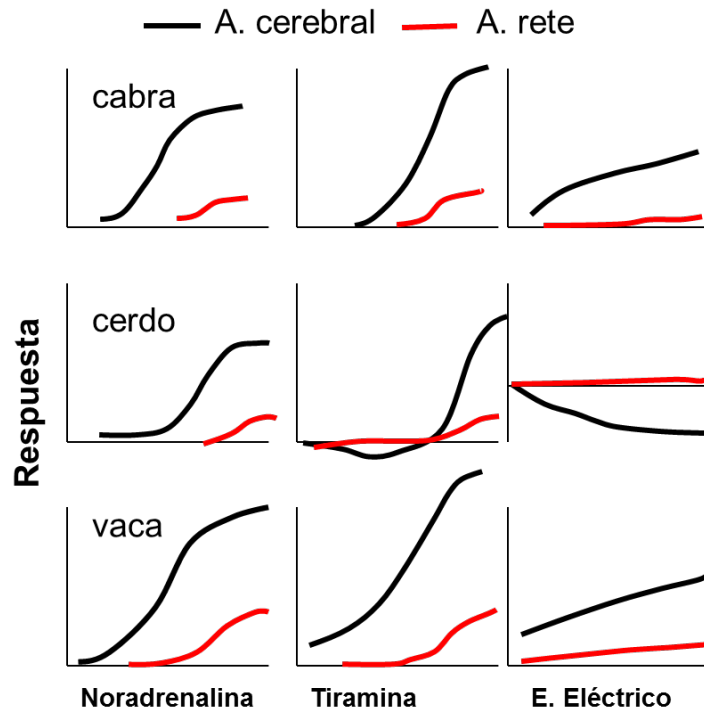 A. cerebral A. rete
cabra
cerdo
Respuesta
vaca
Noradrenalina Tiramina E. Eléctrico